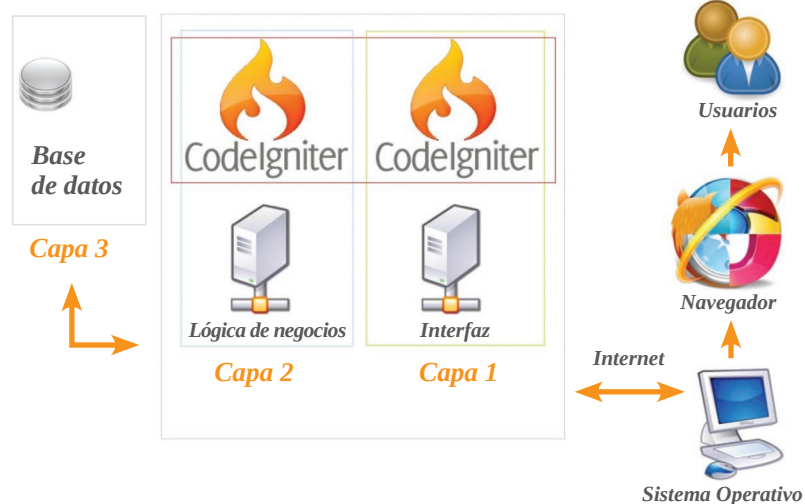 Base
de datos
Capa 3
CodeIgniter
CodeIgniter
Lógica de negocios
Interfaz
Capa 2
Capa 1
Internet
Usuarios
Navegador
Sistema Operativo